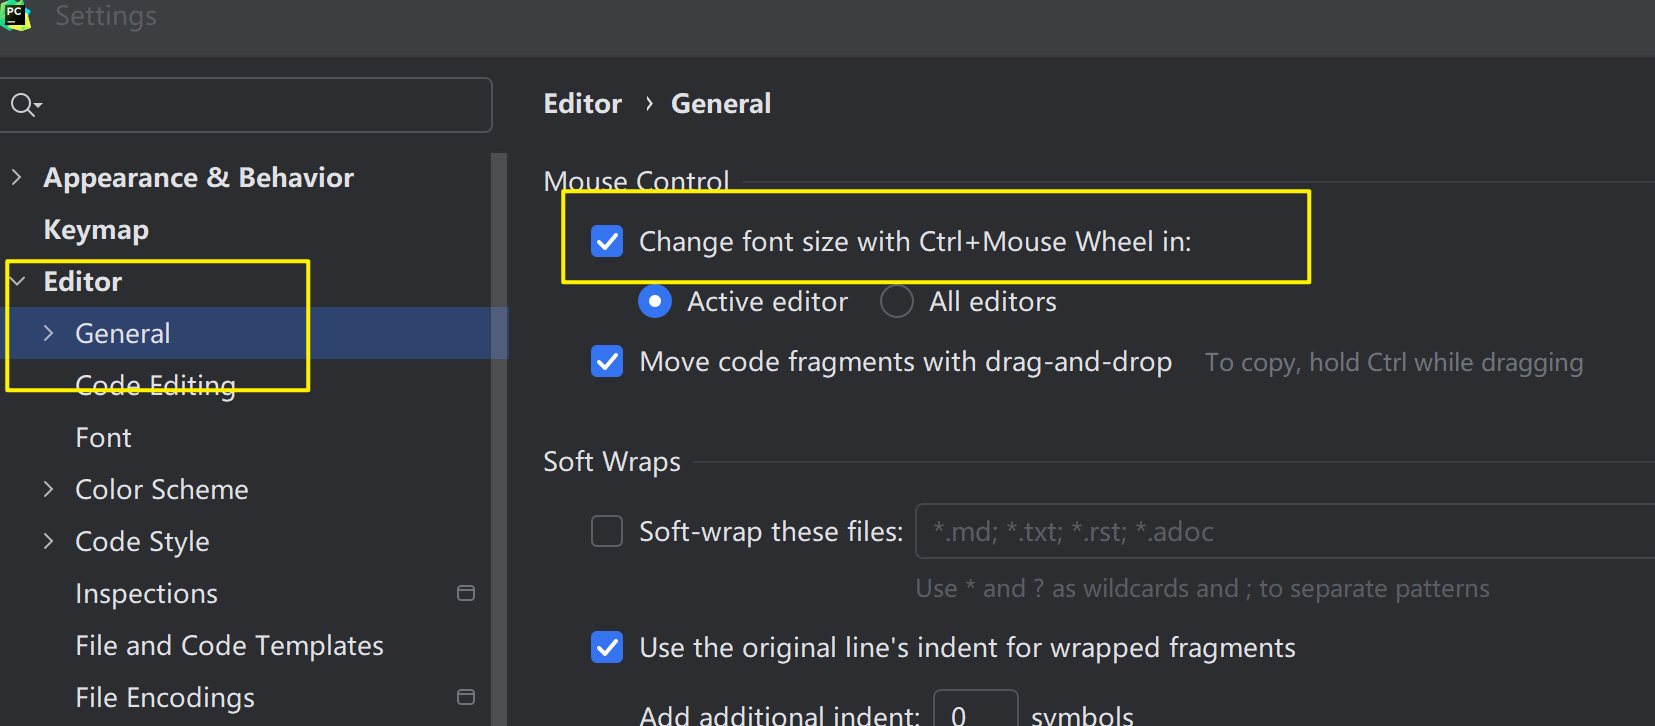 PC
Settings
Editor › General
Appearance & Behavior
Keymap
Editor
General
Code Editing
Font
Color Scheme
Code Style
Inspections
File and Code Templates
File Encodings
Mouse Control
Change font size with Ctrl+Mouse Wheel in:
Active editor All editors
Move code fragments with drag-and-drop To copy, hold Ctrl while dragging
Soft Wraps
Soft-wrap these files: *.md; *.txt; *.rst; *.adoc
Use * and ? as wildcards and ; to separate patterns
Use the original line's indent for wrapped fragments
Add additional indent: 0 symbols